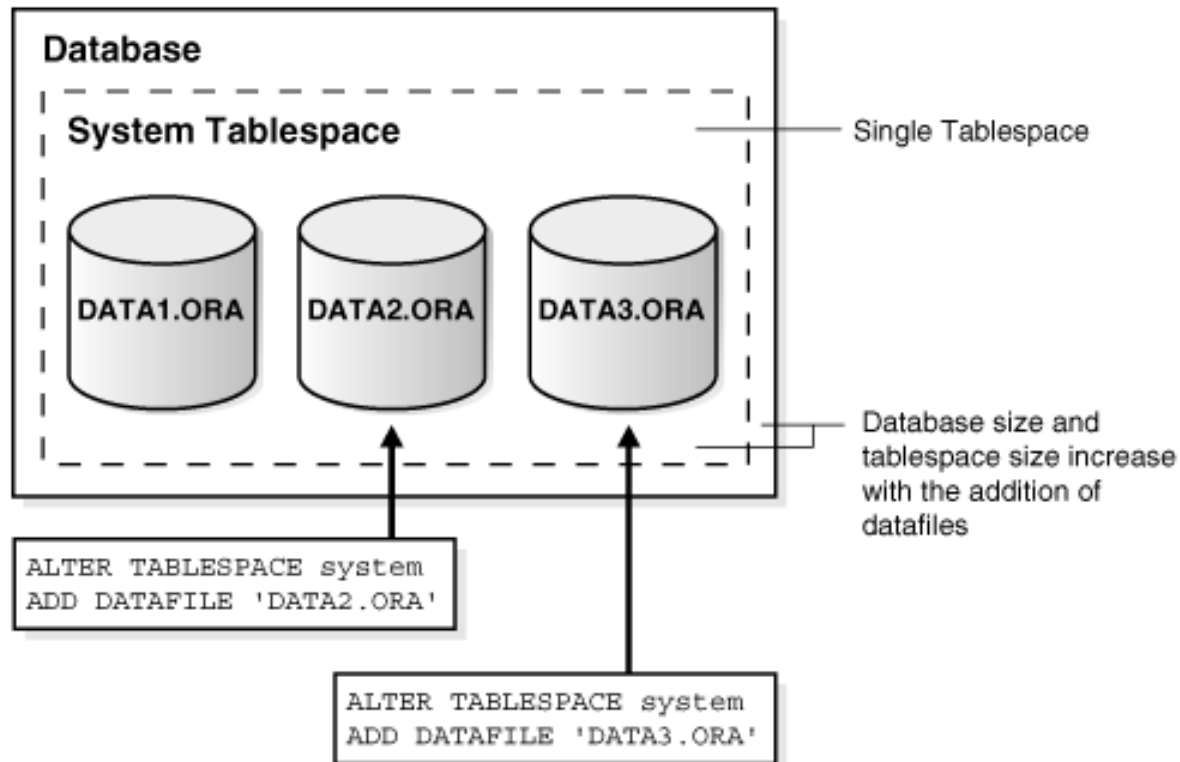 Database
System Tablespace
Single Tablespace
DATA1.ORA
DATA2.ORA
DATA3.ORA
Database size and
tablespace size increase
with the addition of
datafiles
ALTER TABLESPACE system
ADD DATAFILE 'DATA2.ORA'
ALTER TABLESPACE system
ADD DATAFILE 'DATA3.ORA'